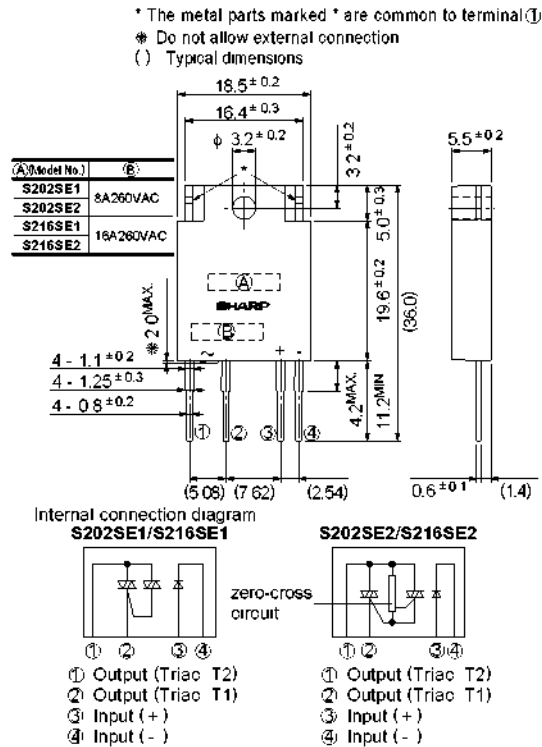 * The metal parts marked * are common to terminal ①
※ Do not allow external connection
( ) Typical dimensions
18.5 ± 0.2
16.4 ± 0.3
φ 3.2 ± 0.2
3.2 ± 0.2
5.5 ± 0.2
*
Ⓐ(Model No.) Ⓑ
S202SE1
S202SE2
8A260VAC
S216SE1
S216SE2
16A260VAC
5.0 ± 0.3
19.6 ± 0.2
(36.0)
Ⓐ
SHARP
Ⓑ
※ 2 0 MAX.
~ + -
4 - 1.1 ± 0 2
4 - 1.25 ± 0.3
4 - 0 8 ± 0.2
4.2 MAX.
11.2 MIN
① ② ③ ④
(5 08) (7 62) (2.54)
0.6 ± 0 1 (1.4)
Internal connection diagram
S202SE1/S216SE1
S202SE2/S216SE2
zero-cross
circuit
① ② ③ ④
① ② ③ ④
① Output (Triac T2)
② Output (Triac T1)
③ Input ( + )
④ Input ( - )
① Output (Triac T2)
② Output (Triac T1)
③ Input ( + )
④ Input ( - )